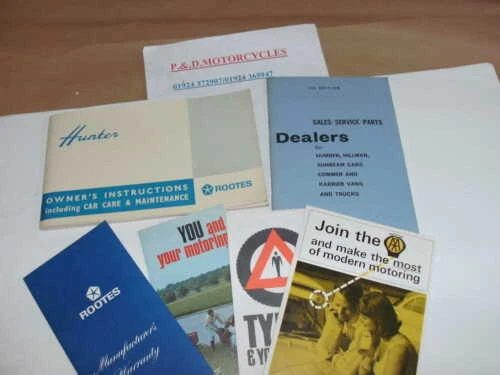 P.&.D.MOTORCYCLES
01924 372907/01924 368947
Hunter
OWNER'S INSTRUCTIONS
including CAR CARE & MAINTENANCE
ROOTES
SALES·SERVICE·PARTS
Dealers
for
HUMBER, HILLMAN,
SUNBEAM CARS
COMMER AND
KARRIER VANS
AND TRUCKS
YOU and
your motoring
Join the AA
and make the most
of modern motoring
ROOTES
Manufacturer's
Warranty
TY
& YO